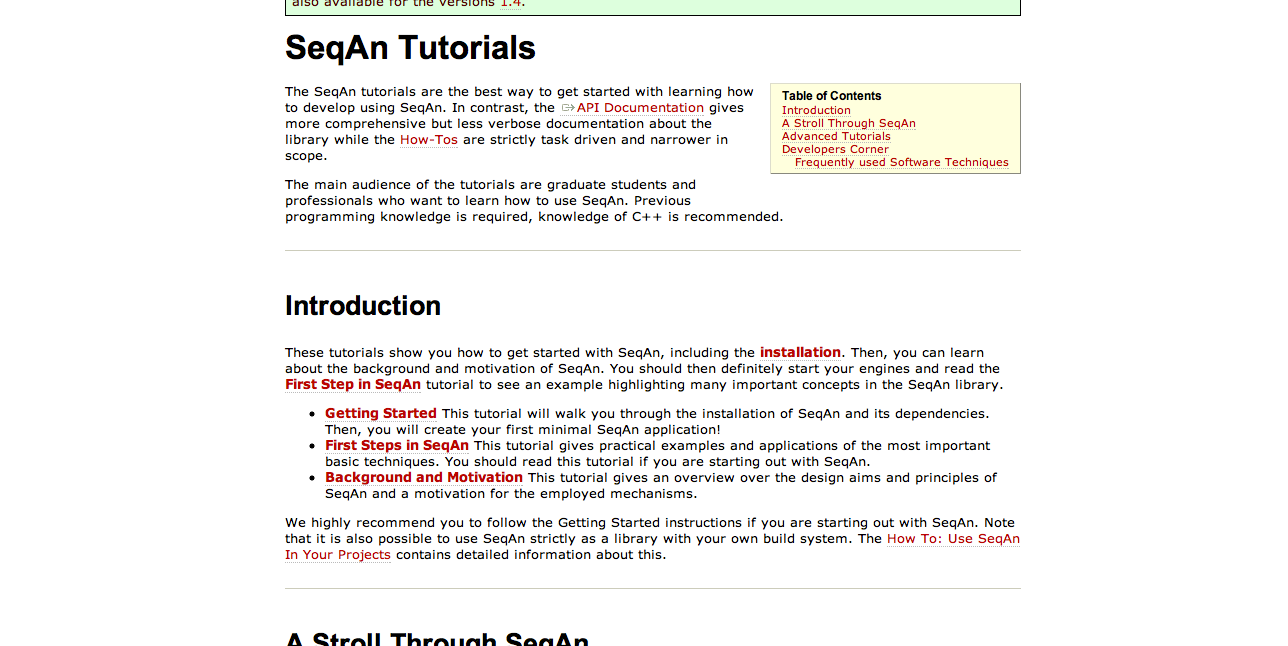 also available for the versions 1.4.
SeqAn Tutorials
The SeqAn tutorials are the best way to get started with learning how
to develop using SeqAn. In contrast, the API Documentation gives
more comprehensive but less verbose documentation about the
library while the How-Tos are strictly task driven and narrower in
scope.
Table of Contents
Introduction
A Stroll Through SeqAn
Advanced Tutorials
Developers Corner
Frequently used Software Techniques
The main audience of the tutorials are graduate students and
professionals who want to learn how to use SeqAn. Previous
programming knowledge is required, knowledge of C++ is recommended.
Introduction
These tutorials show you how to get started with SeqAn, including the installation. Then, you can learn
about the background and motivation of SeqAn. You should then definitely start your engines and read the
First Step in SeqAn tutorial to see an example highlighting many important concepts in the SeqAn library.
• Getting Started This tutorial will walk you through the installation of SeqAn and its dependencies.
Then, you will create your first minimal SeqAn application!
• First Steps in SeqAn This tutorial gives practical examples and applications of the most important
basic techniques. You should read this tutorial if you are starting out with SeqAn.
• Background and Motivation This tutorial gives an overview over the design aims and principles of
SeqAn and a motivation for the employed mechanisms.
We highly recommend you to follow the Getting Started instructions if you are starting out with SeqAn. Note
that it is also possible to use SeqAn strictly as a library with your own build system. The How To: Use SeqAn
In Your Projects contains detailed information about this.
A Stroll Through SeqAn